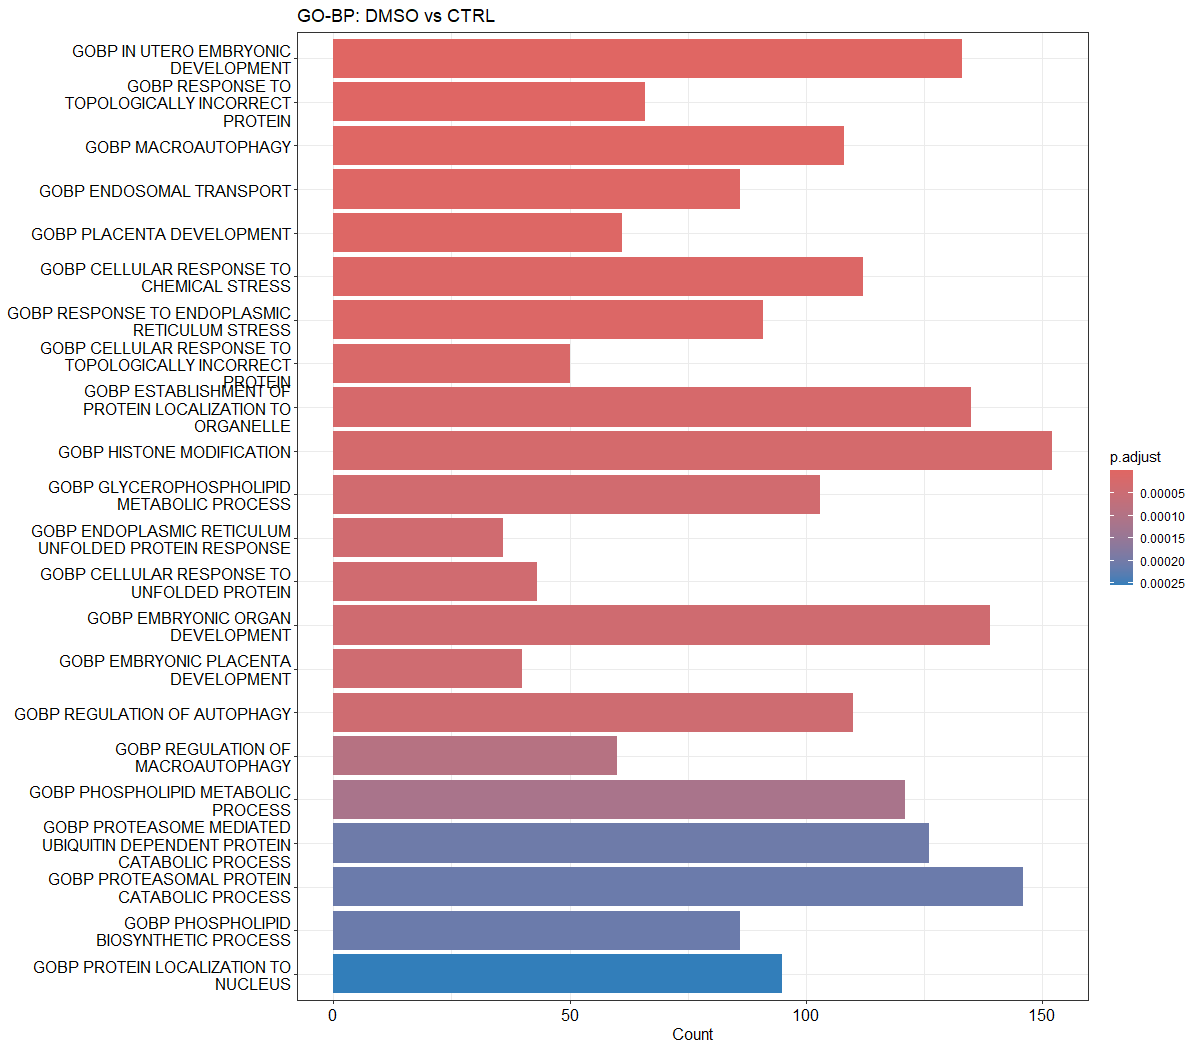 GO-BP: DMSO vs CTRL
GOBP IN UTERO EMBRYONIC
DEVELOPMENT
GOBP RESPONSE TO
TOPOLOGICALLY INCORRECT
PROTEIN
GOBP MACROAUTOPHAGY
GOBP ENDOSOMAL TRANSPORT
GOBP PLACENTA DEVELOPMENT
GOBP CELLULAR RESPONSE TO
CHEMICAL STRESS
GOBP RESPONSE TO ENDOPLASMIC
RETICULUM STRESS
GOBP CELLULAR RESPONSE TO
TOPOLOGICALLY INCORRECT
PROTEIN
GOBP ESTABLISHMENT OF
PROTEIN LOCALIZATION TO
ORGANELLE
GOBP HISTONE MODIFICATION
GOBP GLYCEROPHOSPHOLIPID
METABOLIC PROCESS
GOBP ENDOPLASMIC RETICULUM
UNFOLDED PROTEIN RESPONSE
GOBP CELLULAR RESPONSE TO
UNFOLDED PROTEIN
GOBP EMBRYONIC ORGAN
DEVELOPMENT
GOBP EMBRYONIC PLACENTA
DEVELOPMENT
GOBP REGULATION OF AUTOPHAGY
GOBP REGULATION OF
MACROAUTOPHAGY
GOBP PHOSPHOLIPID METABOLIC
PROCESS
GOBP PROTEASOME MEDIATED
UBIQUITIN DEPENDENT PROTEIN
CATABOLIC PROCESS
GOBP PROTEASOMAL PROTEIN
CATABOLIC PROCESS
GOBP PHOSPHOLIPID
BIOSYNTHETIC PROCESS
GOBP PROTEIN LOCALIZATION TO
NUCLEUS
0 50 100 150
Count
p.adjust
0.00005
0.00010
0.00015
0.00020
0.00025